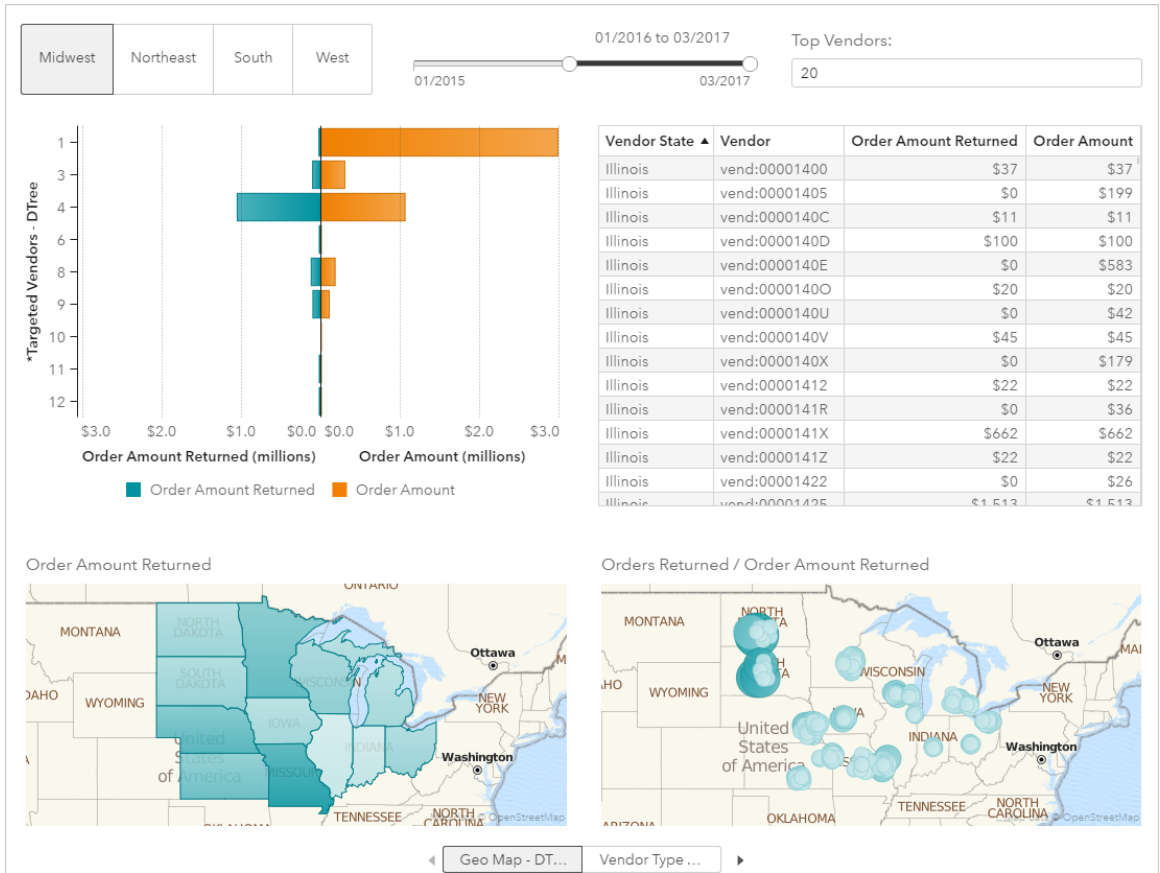 Midwest Northeast South West
01/2016 to 03/2017
01/2015 03/2017
Top Vendors:
20
*Targeted Vendors - DTree
1
3
4
6
8
9
10
11
12
$3.0 $2.0 $1.0 $0.0 $0.0 $1.0 $2.0 $3.0
Order Amount Returned (millions) Order Amount (millions)
Order Amount Returned Order Amount
Vendor State Vendor Order Amount Returned Order Amount
Illinois vend:00001400 $37 $37
Illinois vend:00001405 $0 $199
Illinois vend:0000140C $11 $11
Illinois vend:0000140D $100 $100
Illinois vend:0000140E $0 $583
Illinois vend:0000140O $20 $20
Illinois vend:0000140U $0 $42
Illinois vend:0000140V $45 $45
Illinois vend:0000140X $0 $179
Illinois vend:00001412 $22 $22
Illinois vend:0000141R $0 $36
Illinois vend:0000141X $662 $662
Illinois vend:0000141Z $22 $22
Illinois vend:00001422 $0 $26
Illinois vend:00001425 $1,513 $1,513
Order Amount Returned
ONTARIO
NORTH
DAKOTA
MONTANA
Ottawa
SOUTH
DAKOTA
WISCONSIN
WYOMING
NEW
YORK
IOWA
United
States
of America
INDIANA
Washington
MISSOURI
TENNESSEE
NORTH
CAROLINA
OKLAHOMA
© OpenStreetMap
Orders Returned / Order Amount Returned
NORTH
MONTANA
Ottawa
WISCONSIN
WYOMING
NEW
YORK
United
States
of America
INDIANA
Washington
TENNESSEE
NORTH
CAROLINA
OKLAHOMA
ARIZONA
© OpenStreetMap
Geo Map - DT... Vendor Type ...